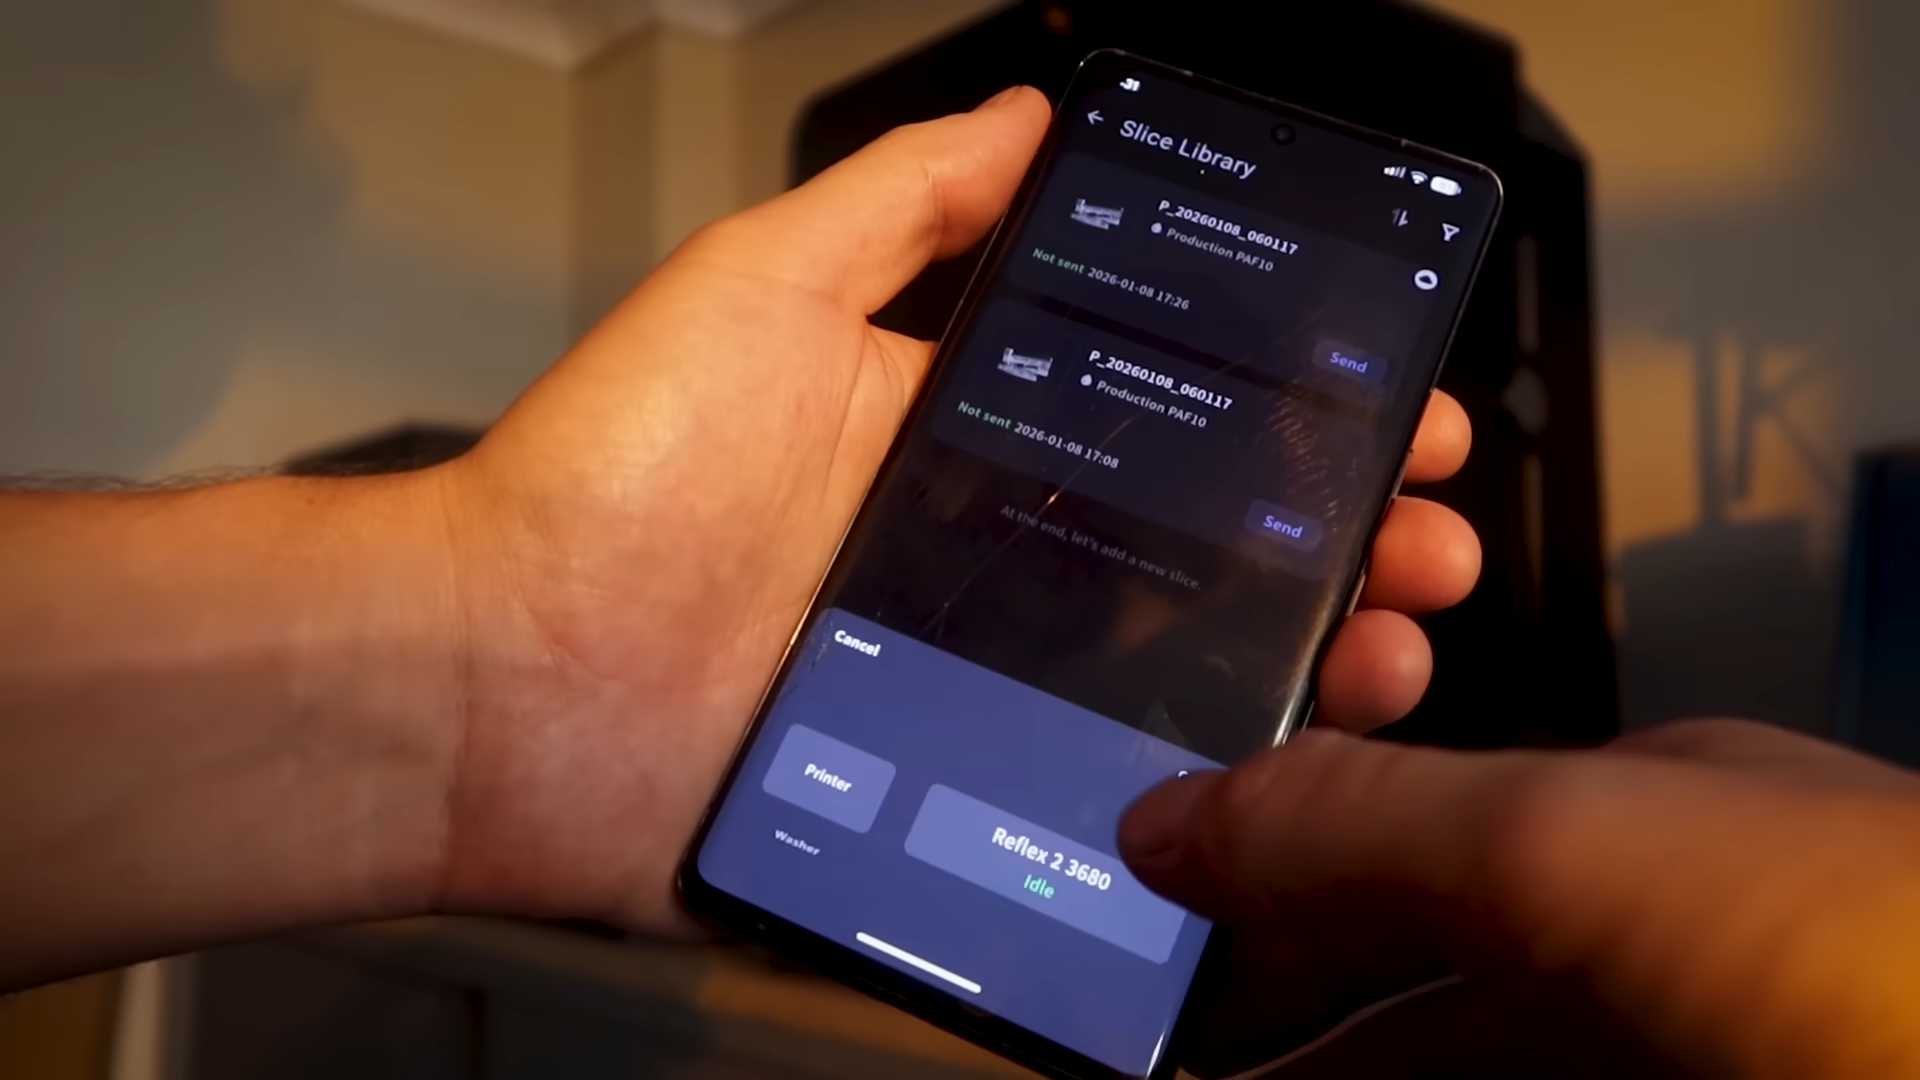 Slice Library
P_20260108_060117
Production PAF10
Not sent 2026-01-08 17:26
Send
P_20260108_060117
Production PAF10
Not sent 2026-01-08 17:08
Send
At the end, let's add a new slice.
Cancel
Printer
Washer
Reflex 2 3680
Idle